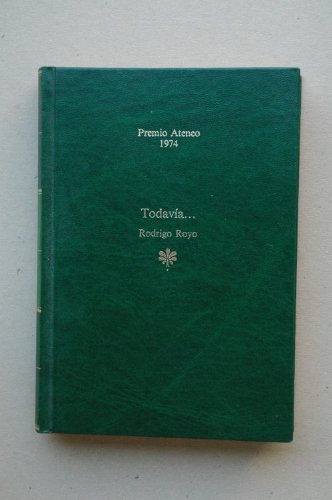 Premio Ateneo
1974
Todavía...
Rodrigo Royo